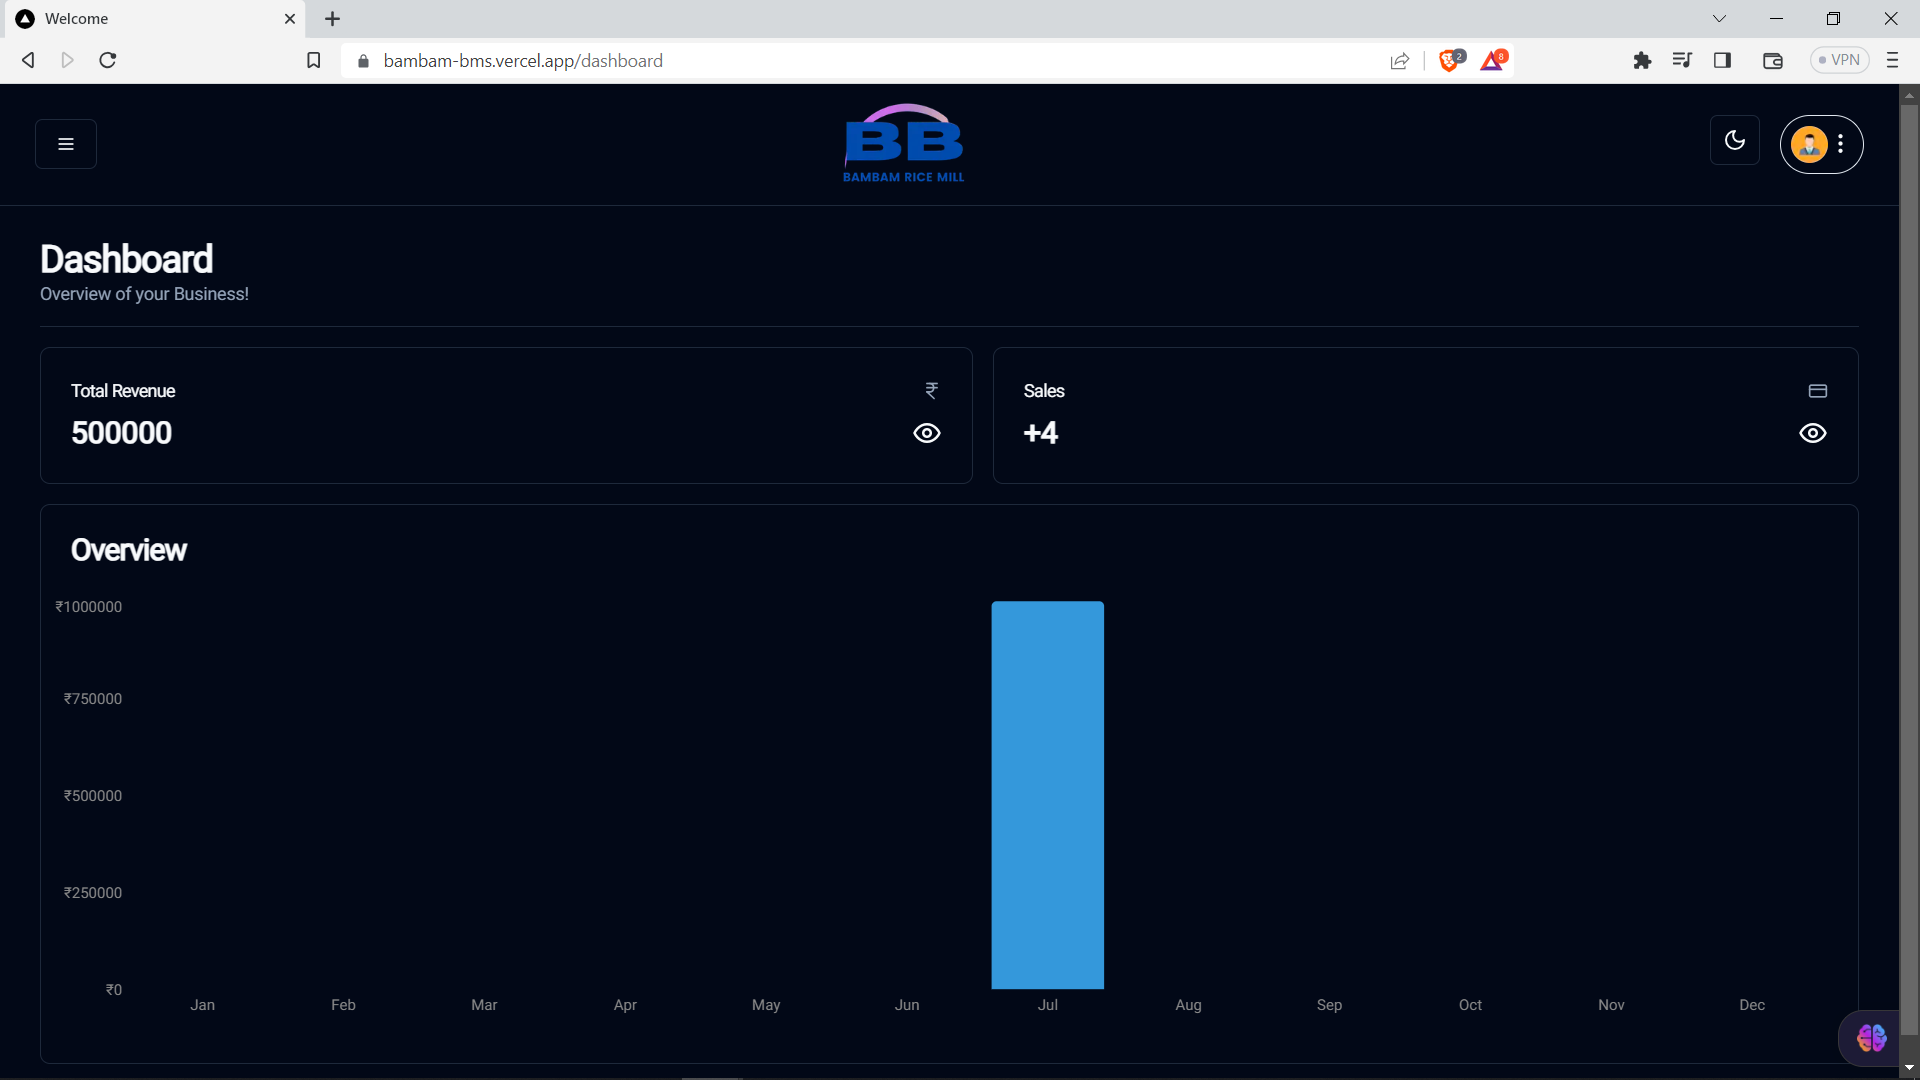 Welcome
bambam-bms.vercel.app/dashboard
2
8
VPN
BB
BAMBAM RICE MILL
Dashboard
Overview of your Business!
Total Revenue
₹
500000
Sales
+4
Overview
₹1000000
₹750000
₹500000
₹250000
₹0
Jan Feb Mar Apr May Jun Jul Aug Sep Oct Nov Dec